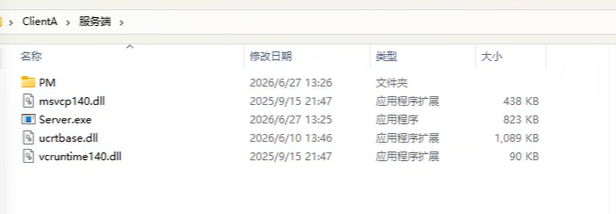 ClientA > 服务端 >
名称 修改日期 类型 大小
PM 2026/6/27 13:26 文件夹
msvcp140.dll 2025/9/15 21:47 应用程序扩展 438 KB
Server.exe 2026/6/27 13:25 应用程序 823 KB
ucrtbase.dll 2026/6/10 13:46 应用程序扩展 1,089 KB
vcruntime140.dll 2025/9/15 21:47 应用程序扩展 90 KB